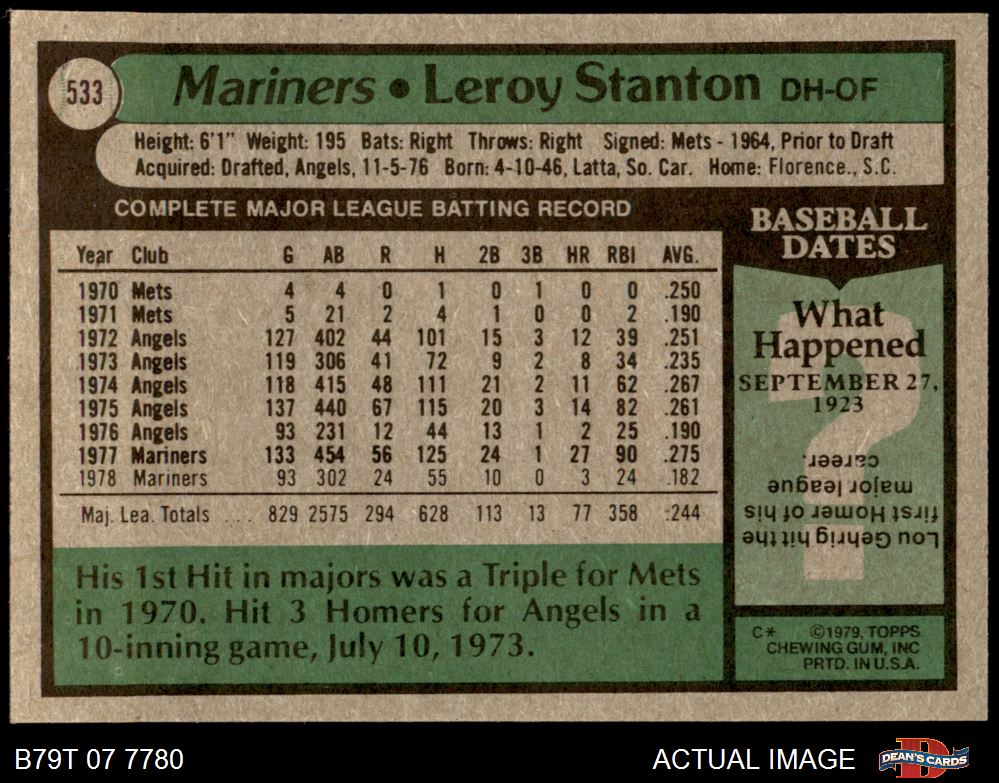 533
Mariners • Leroy Stanton DH-OF
Height: 6'1" Weight: 195 Bats: Right Throws: Right Signed: Mets - 1964, Prior to Draft
Acquired: Drafted, Angels, 11-5-76 Born: 4-10-46, Latta, So. Car. Home: Florence., S.C.
COMPLETE MAJOR LEAGUE BATTING RECORD
Year Club G AB R H 2B 3B HR RBI AVG.
1970 Mets 4 4 0 1 0 1 0 0 .250
1971 Mets 5 21 2 4 1 0 0 2 .190
1972 Angels 127 402 44 101 15 3 12 39 .251
1973 Angels 119 306 41 72 9 2 8 34 .235
1974 Angels 118 415 48 111 21 2 11 62 .267
1975 Angels 137 440 67 115 20 3 14 82 .261
1976 Angels 93 231 12 44 13 1 2 25 .190
1977 Mariners 133 454 56 125 24 1 27 90 .275
1978 Mariners 93 302 24 55 10 0 3 24 .182
Maj. Lea. Totals .... 829 2575 294 628 113 13 77 358 .244
His 1st Hit in majors was a Triple for Mets
in 1970. Hit 3 Homers for Angels in a
10-inning game, July 10, 1973.
BASEBALL
DATES
What
Happened
SEPTEMBER 27,
1923
Lou Gehrig hit the
first Homer of his
major league
career.
C* ©1979, TOPPS
CHEWING GUM, INC
PRTD. IN U.S.A.
B79T 07 7780
ACTUAL IMAGE
DEAN'S CARDS